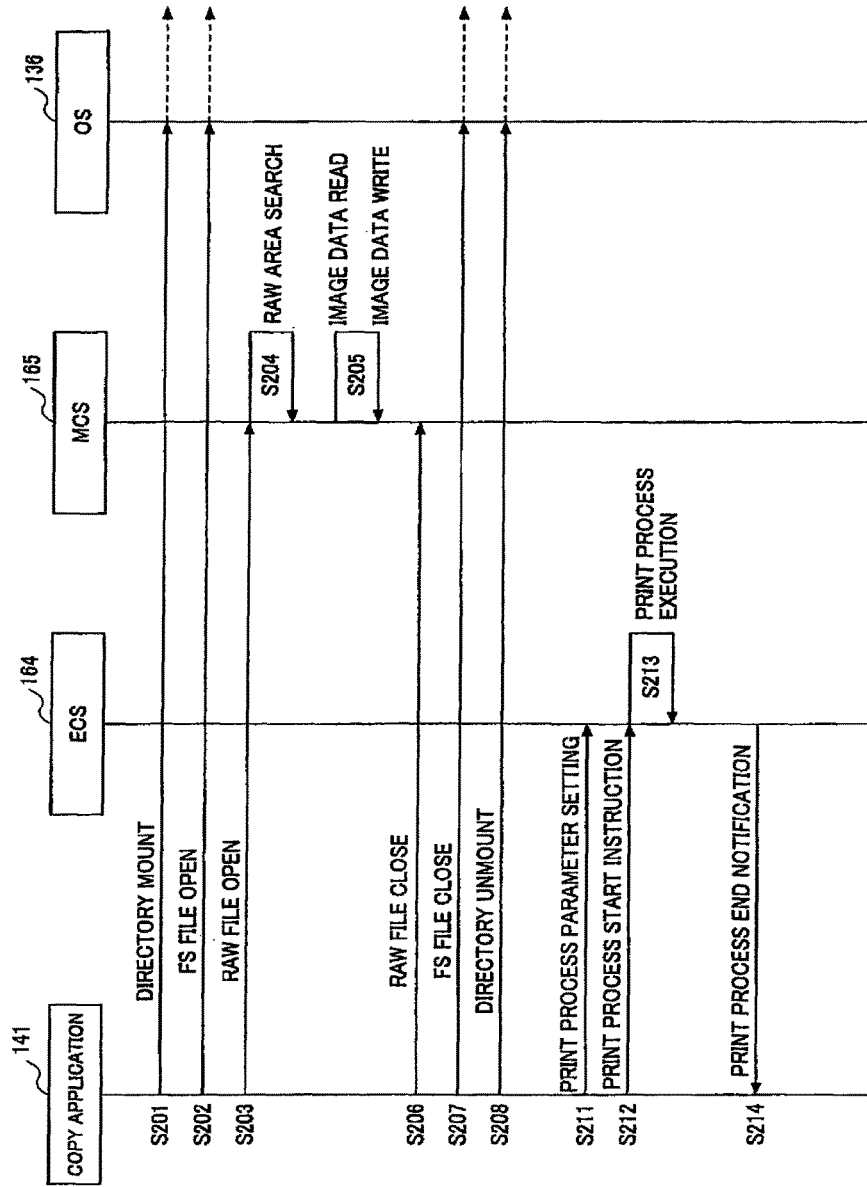 141
COPY APPLICATION
164
ECS
165
MCS
136
OS
S201
DIRECTORY MOUNT
S202
FS FILE OPEN
S203
RAW FILE OPEN
S204
RAW AREA SEARCH
IMAGE DATA READ
S205
IMAGE DATA WRITE
S206
RAW FILE CLOSE
S207
FS FILE CLOSE
S208
DIRECTORY UNMOUNT
S211
PRINT PROCESS PARAMETER SETTING
S212
PRINT PROCESS START INSTRUCTION
S213
PRINT PROCESS
EXECUTION
S214
PRINT PROCESS END NOTIFICATION